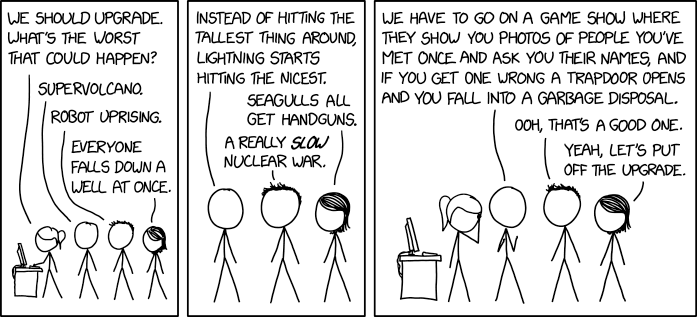 WE SHOULD UPGRADE.
WHAT'S THE WORST
THAT COULD HAPPEN?
SUPERVOLCANO.
ROBOT UPRISING.
EVERYONE
FALLS DOWN A
WELL AT ONCE.
INSTEAD OF HITTING THE
TALLEST THING AROUND,
LIGHTNING STARTS
HITTING THE NICEST.
SEAGULLS ALL
GET HANDGUNS.
A REALLY SLOW
NUCLEAR WAR.
WE HAVE TO GO ON A GAME SHOW WHERE
THEY SHOW YOU PHOTOS OF PEOPLE YOU'VE
MET ONCE AND ASK YOU THEIR NAMES, AND
IF YOU GET ONE WRONG A TRAPDOOR OPENS
AND YOU FALL INTO A GARBAGE DISPOSAL.
OOH, THAT'S A GOOD ONE.
YEAH, LET'S PUT
OFF THE UPGRADE.